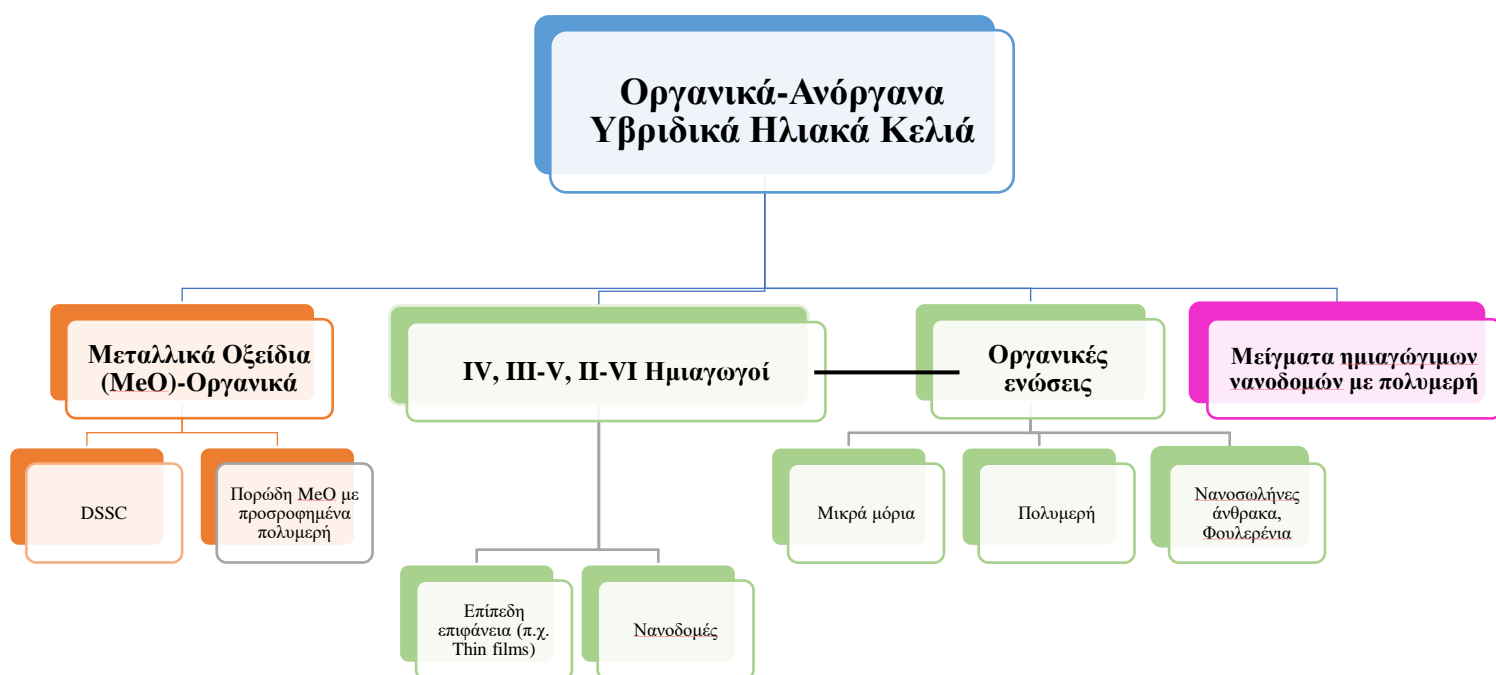 Οργανικά-Ανόργανα
Υβριδικά Ηλιακά Κελιά
Μεταλλικά Οξείδια
(MeO)-Οργανικά
IV, III-V, II-VI Ημιαγωγοί
Οργανικές
ενώσεις
Μείγματα ημιαγώγιμων
νανοδομών με πολυμερή
DSSC
Πορώδη MeO με
προσροφημένα
πολυμερή
Μικρά μόρια
Πολυμερή
Νανοσωλήνες
άνθρακα,
Φουλερένια
Επίπεδη
επιφάνεια (π.χ.
Thin films)
Νανοδομές